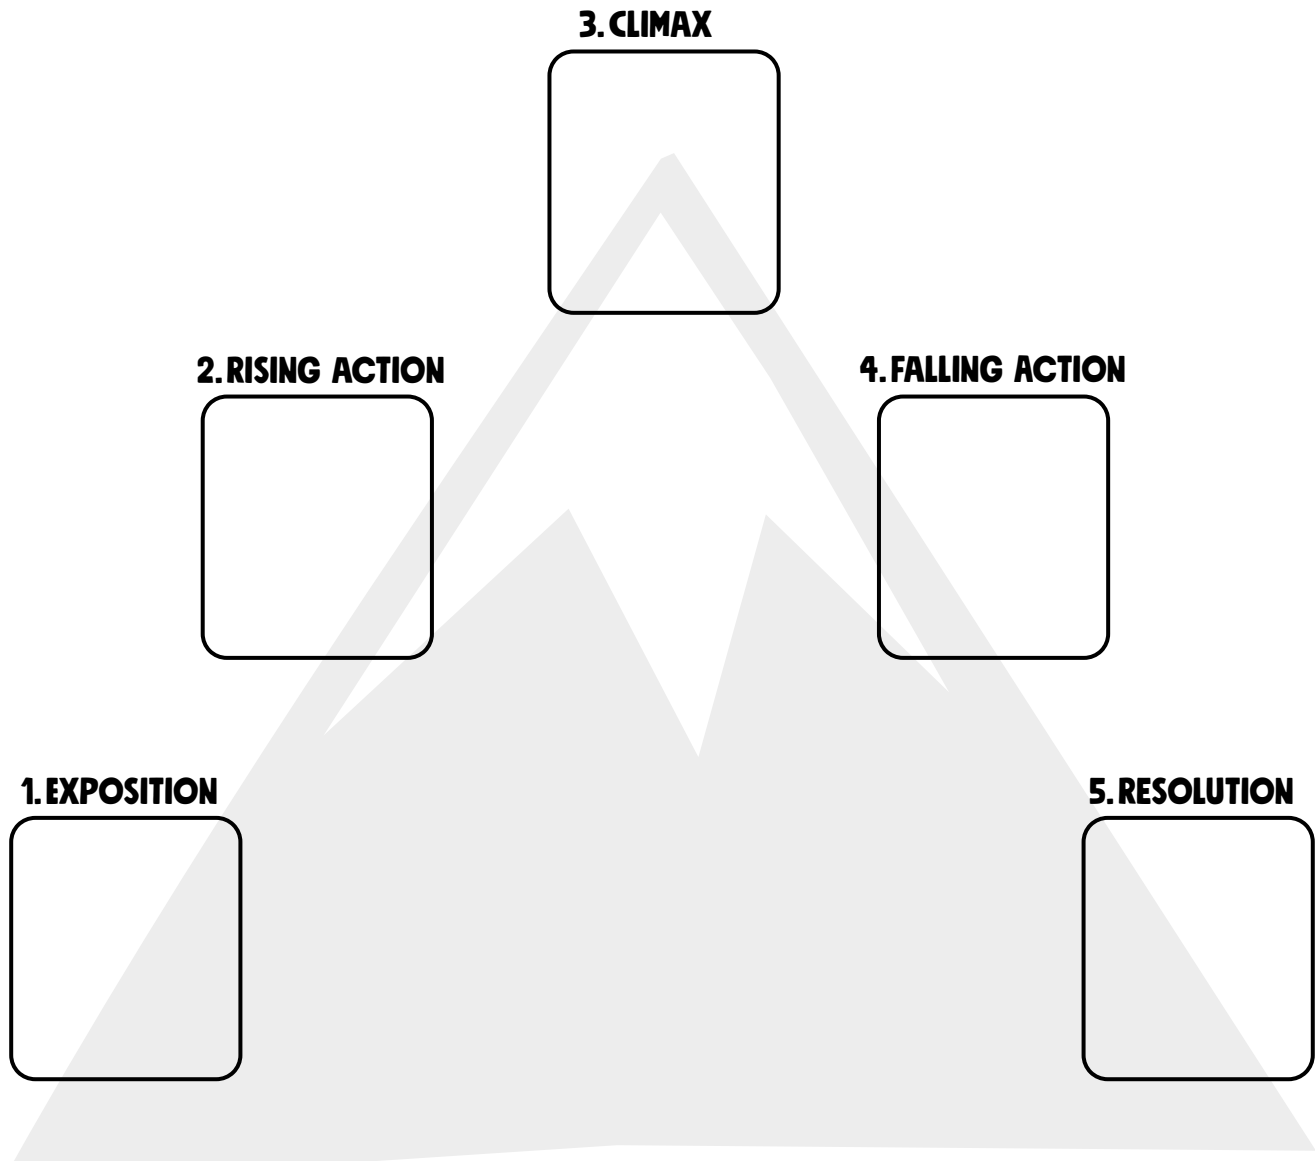 3. CLIMAX
2. RISING ACTION
4. FALLING ACTION
1. EXPOSITION
5. RESOLUTION